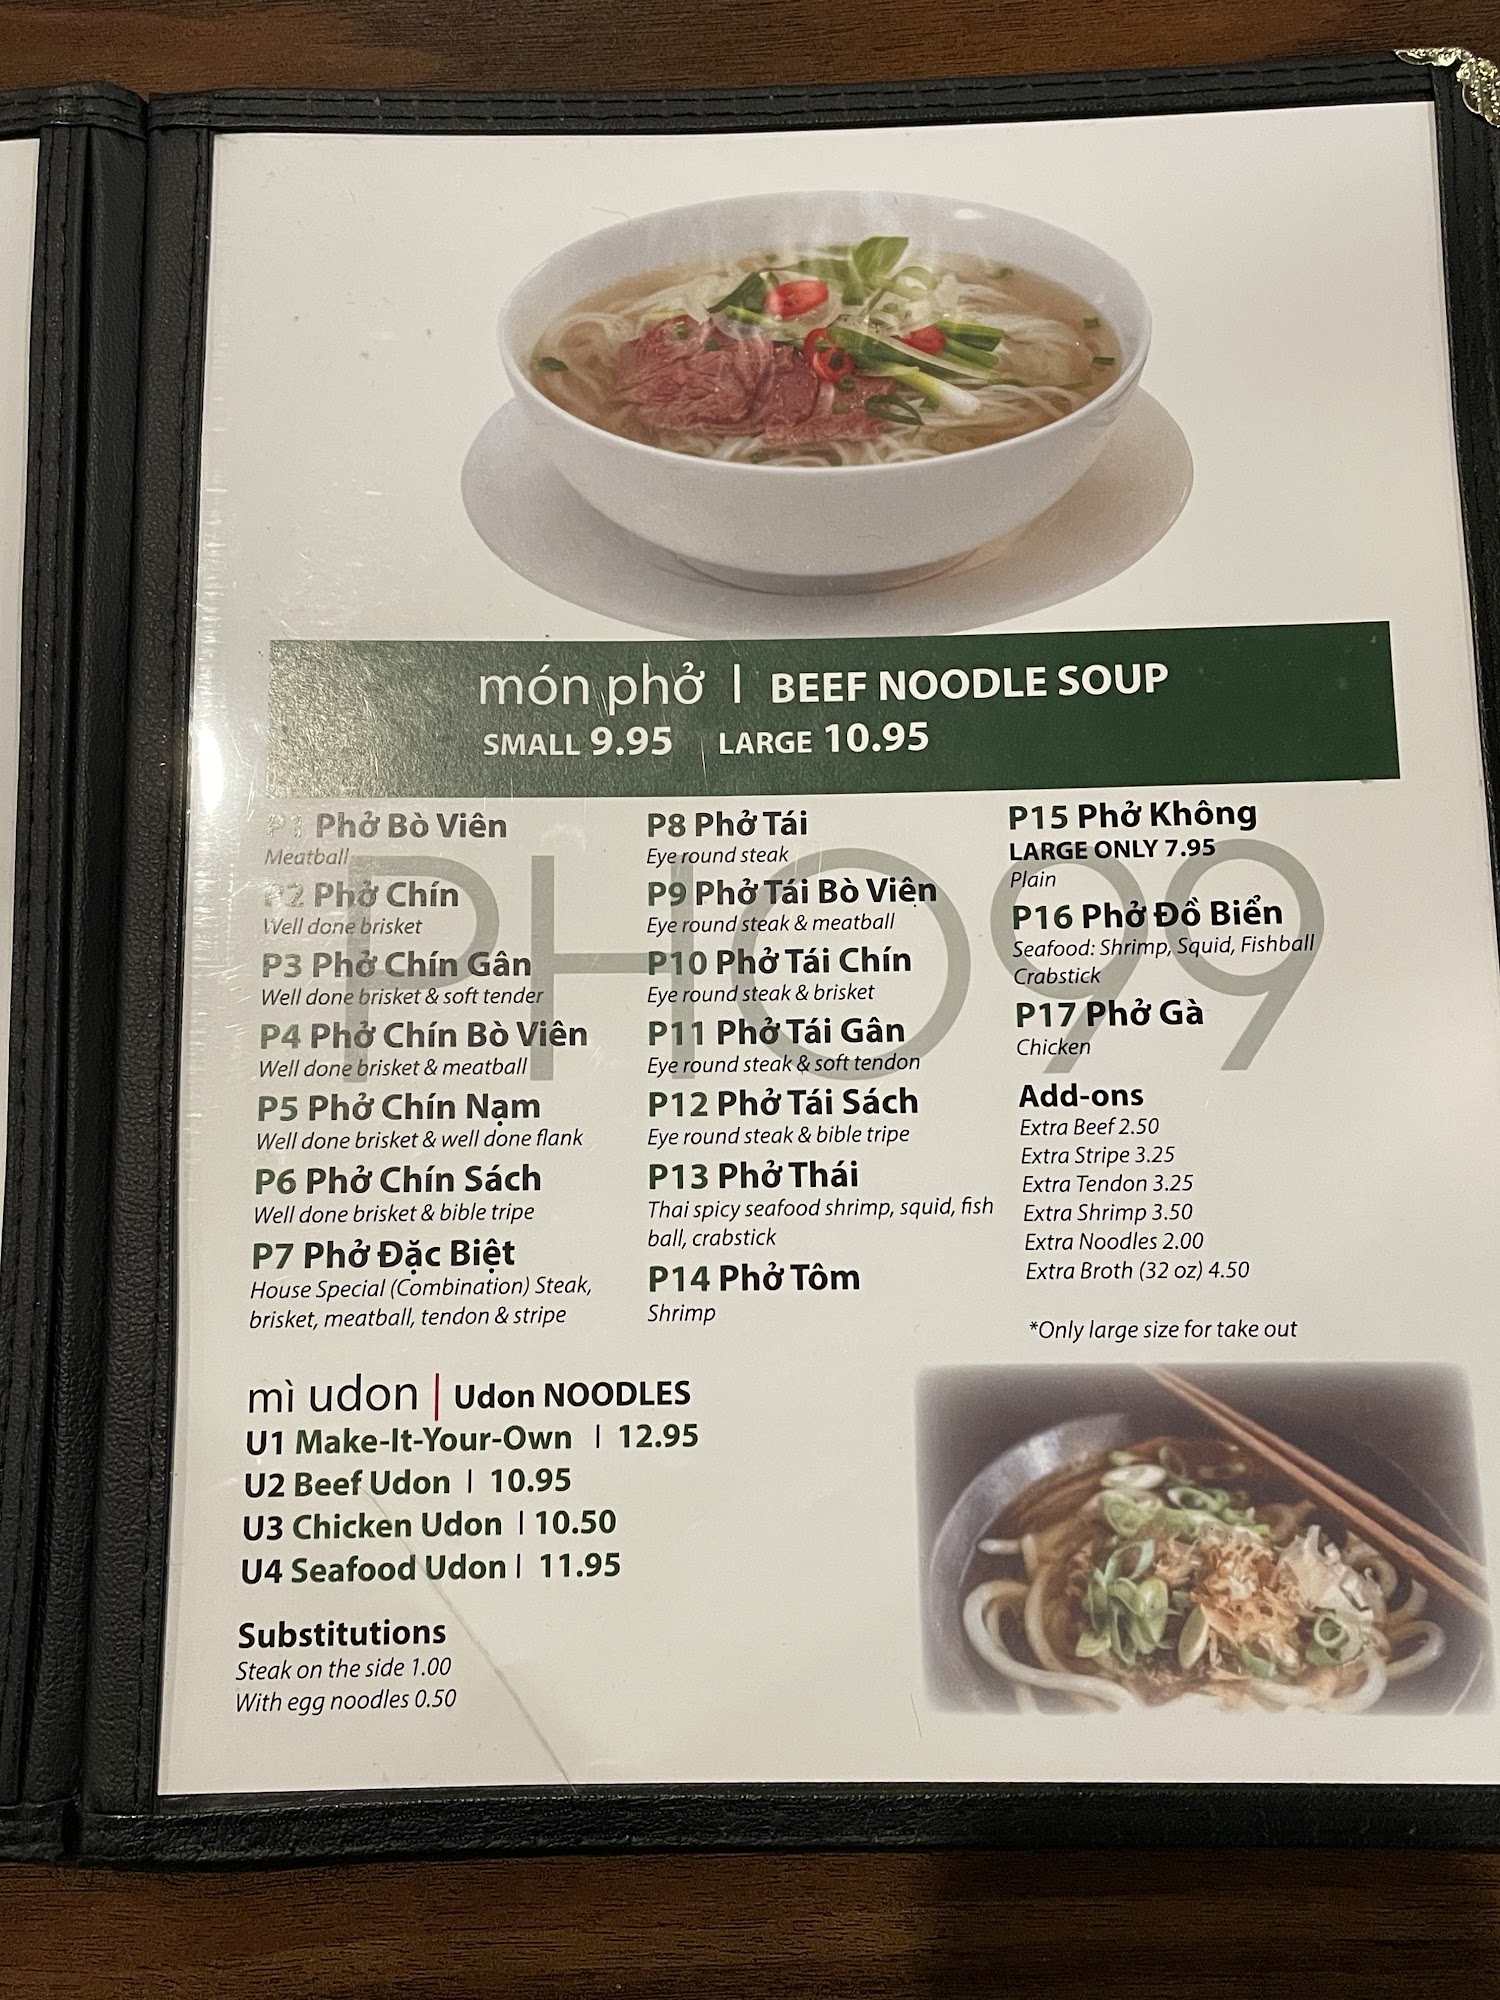 món phở | BEEF NOODLE SOUP
SMALL 9.95 LARGE 10.95
PHO 99
P1 Phở Bò Viên
Meatball
P2 Phở Chín
Well done brisket
P3 Phở Chín Gân
Well done brisket & soft tender
P4 Phở Chín Bò Viên
Well done brisket & meatball
P5 Phở Chín Nạm
Well done brisket & well done flank
P6 Phở Chín Sách
Well done brisket & bible tripe
P7 Phở Đặc Biệt
House Special (Combination) Steak,
brisket, meatball, tendon & stripe
P8 Phở Tái
Eye round steak
P9 Phở Tái Bò Viện
Eye round steak & meatball
P10 Phở Tái Chín
Eye round steak & brisket
P11 Phở Tái Gân
Eye round steak & soft tendon
P12 Phở Tái Sách
Eye round steak & bible tripe
P13 Phở Thái
Thai spicy seafood shrimp, squid, fish
ball, crabstick
P14 Phở Tôm
Shrimp
P15 Phở Không
LARGE ONLY 7.95
Plain
P16 Phở Đồ Biển
Seafood: Shrimp, Squid, Fishball
Crabstick
P17 Phở Gà
Chicken
Add-ons
Extra Beef 2.50
Extra Stripe 3.25
Extra Tendon 3.25
Extra Shrimp 3.50
Extra Noodles 2.00
Extra Broth (32 oz) 4.50
*Only large size for take out
mì udon | Udon NOODLES
U1 Make-It-Your-Own | 12.95
U2 Beef Udon | 10.95
U3 Chicken Udon | 10.50
U4 Seafood Udon | 11.95
Substitutions
Steak on the side 1.00
With egg noodles 0.50